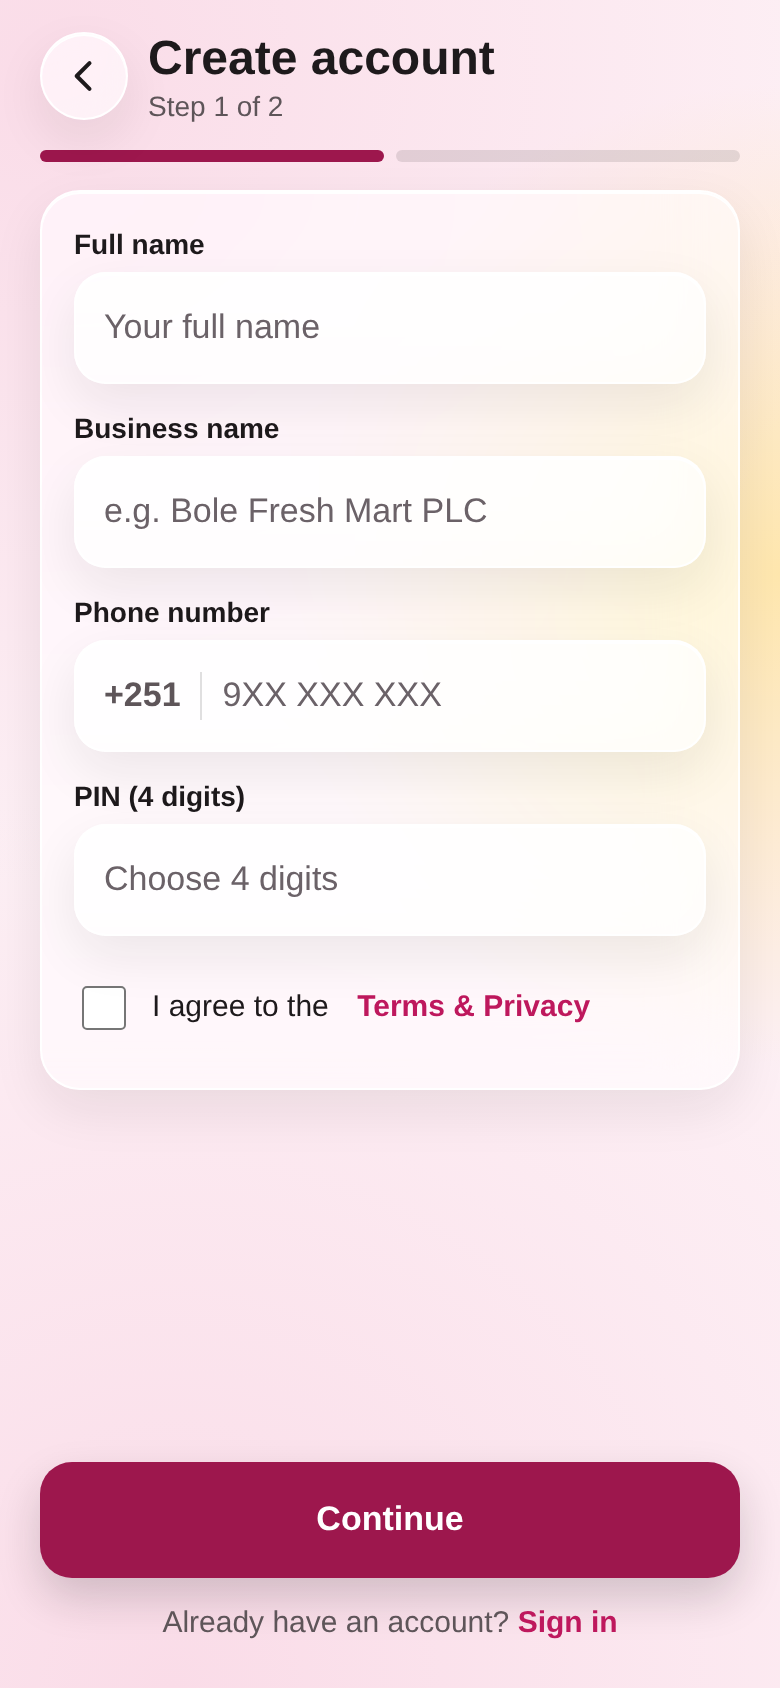 Create account
Step 1 of 2
Full name
Your full name
Business name
e.g. Bole Fresh Mart PLC
Phone number
+251 9XX XXX XXX
PIN (4 digits)
Choose 4 digits
I agree to the Terms & Privacy
Continue
Already have an account? Sign in